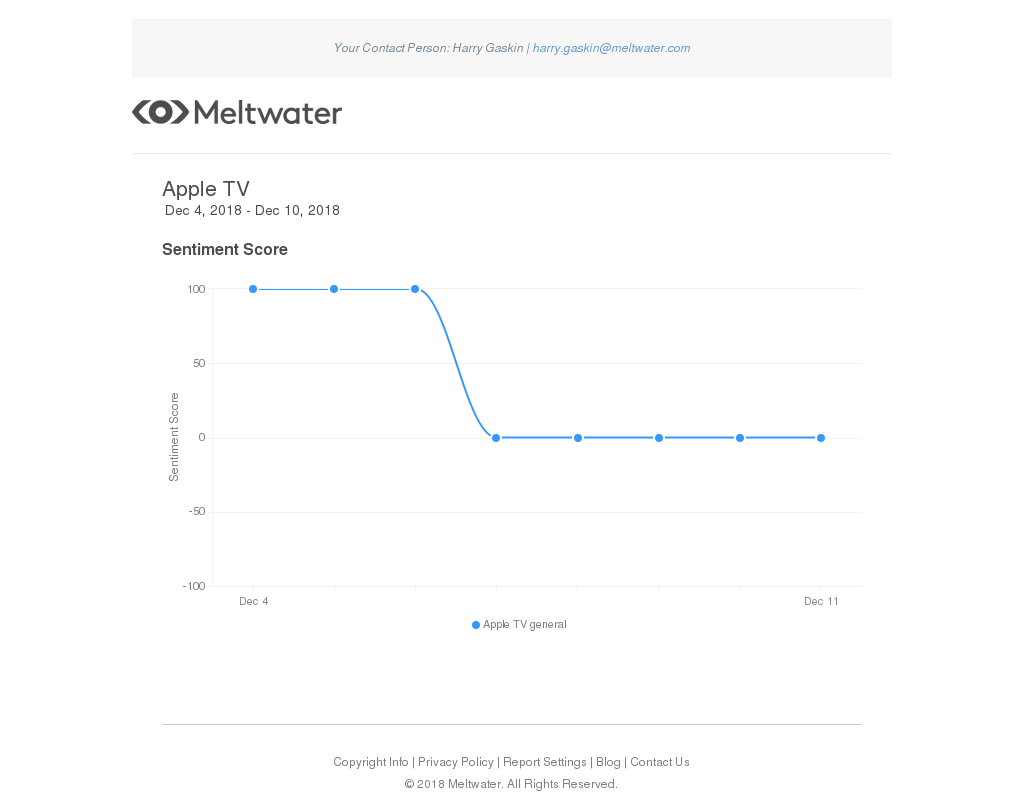 Your Contact Person: Harry Gaskin | harry.gaskin@meltwater.com
Meltwater
Apple TV
Dec 4, 2018 - Dec 10, 2018
Sentiment Score
100
50
0
-50
-100
Sentiment Score
Dec 4
Dec 11
Apple TV general
Copyright Info | Privacy Policy | Report Settings | Blog | Contact Us
© 2018 Meltwater. All Rights Reserved.